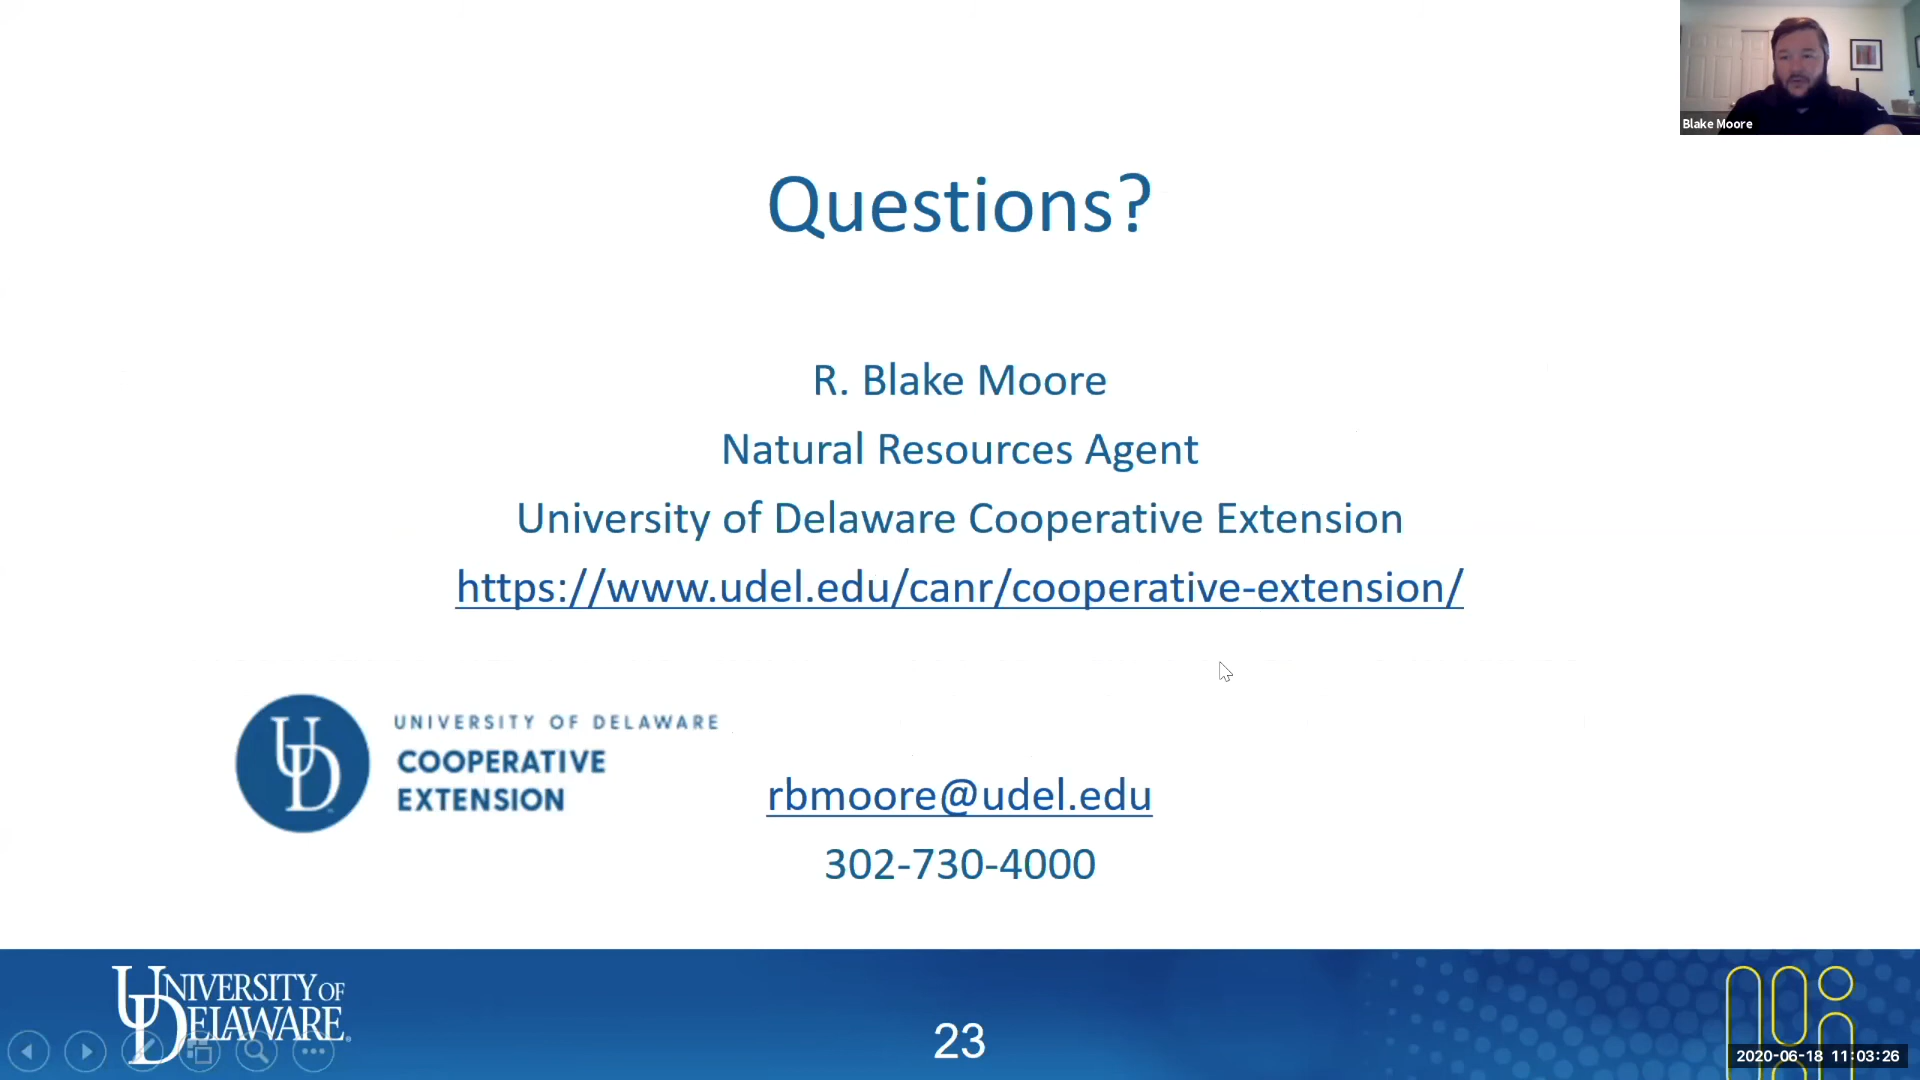 Blake Moore
Questions?
R. Blake Moore
Natural Resources Agent
University of Delaware Cooperative Extension
https://www.udel.edu/canr/cooperative-extension/
UD
UNIVERSITY OF DELAWARE
COOPERATIVE
EXTENSION
rbmoore@udel.edu
302-730-4000
UNIVERSITY OF
DELAWARE
23
2020-06-18 11:03:26